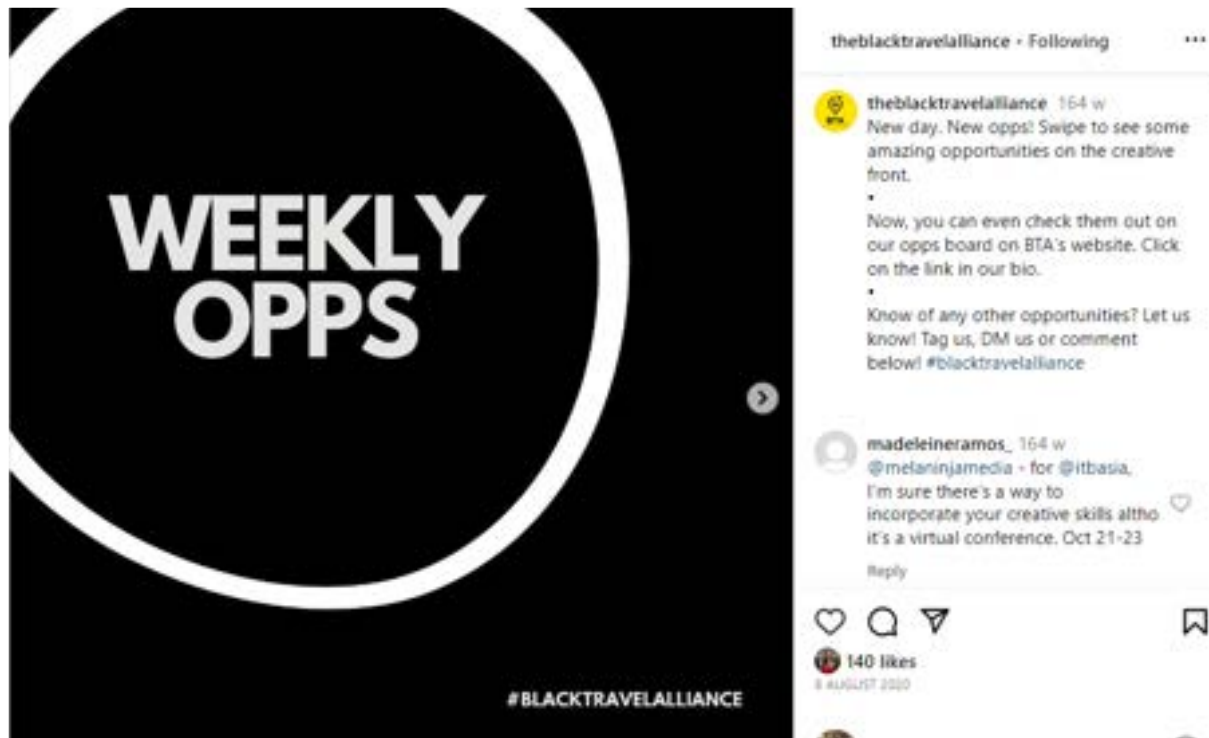 WEEKLY
OPPS
#BLACKTRAVELALLIANCE
theblacktravelalliance • Following
BTA
theblacktravelalliance 164 w
New day. New opps! Swipe to see some
amazing opportunities on the creative
front.
•
Now, you can even check them out on
our opps board on BTA's website. Click
on the link in our bio.
•
Know of any other opportunities? Let us
know! Tag us, DM us or comment
below! #blacktravelalliance
madeleineramos_ 164 w
@melaninjamedia - for @itbasia,
I'm sure there's a way to
incorporate your creative skills altho
it's a virtual conference. Oct 21-23
Reply
140 likes
8 AUGUST 2020